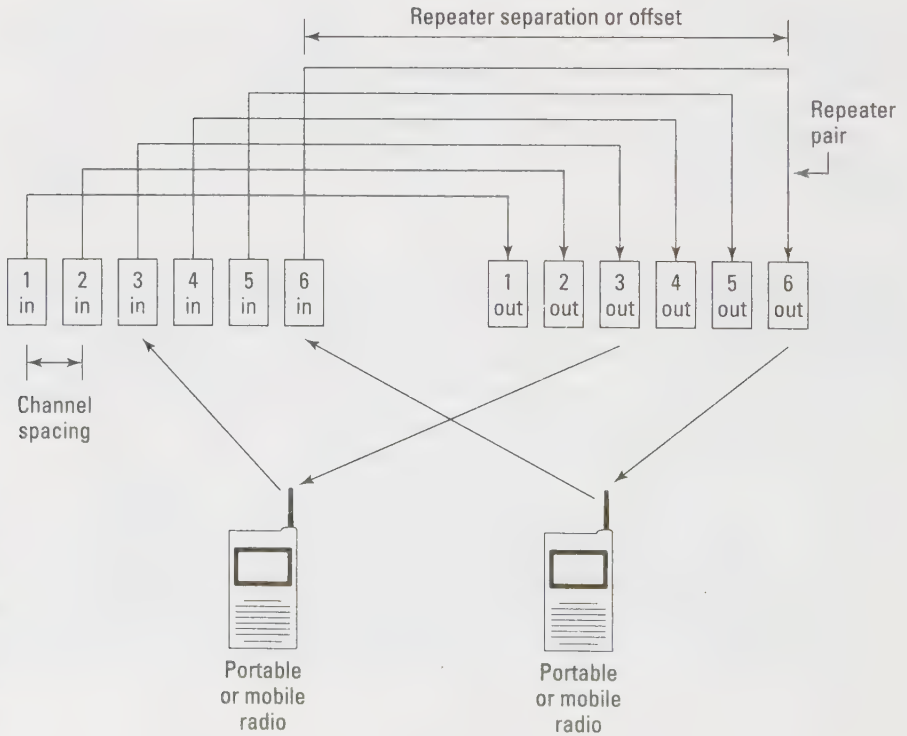 Repeater separation or offset
Repeater
pair
1
in
2
in
3
in
4
in
5
in
6
in
1
out
2
out
3
out
4
out
5
out
6
out
Channel
spacing
Portable
or mobile
radio
Portable
or mobile
radio